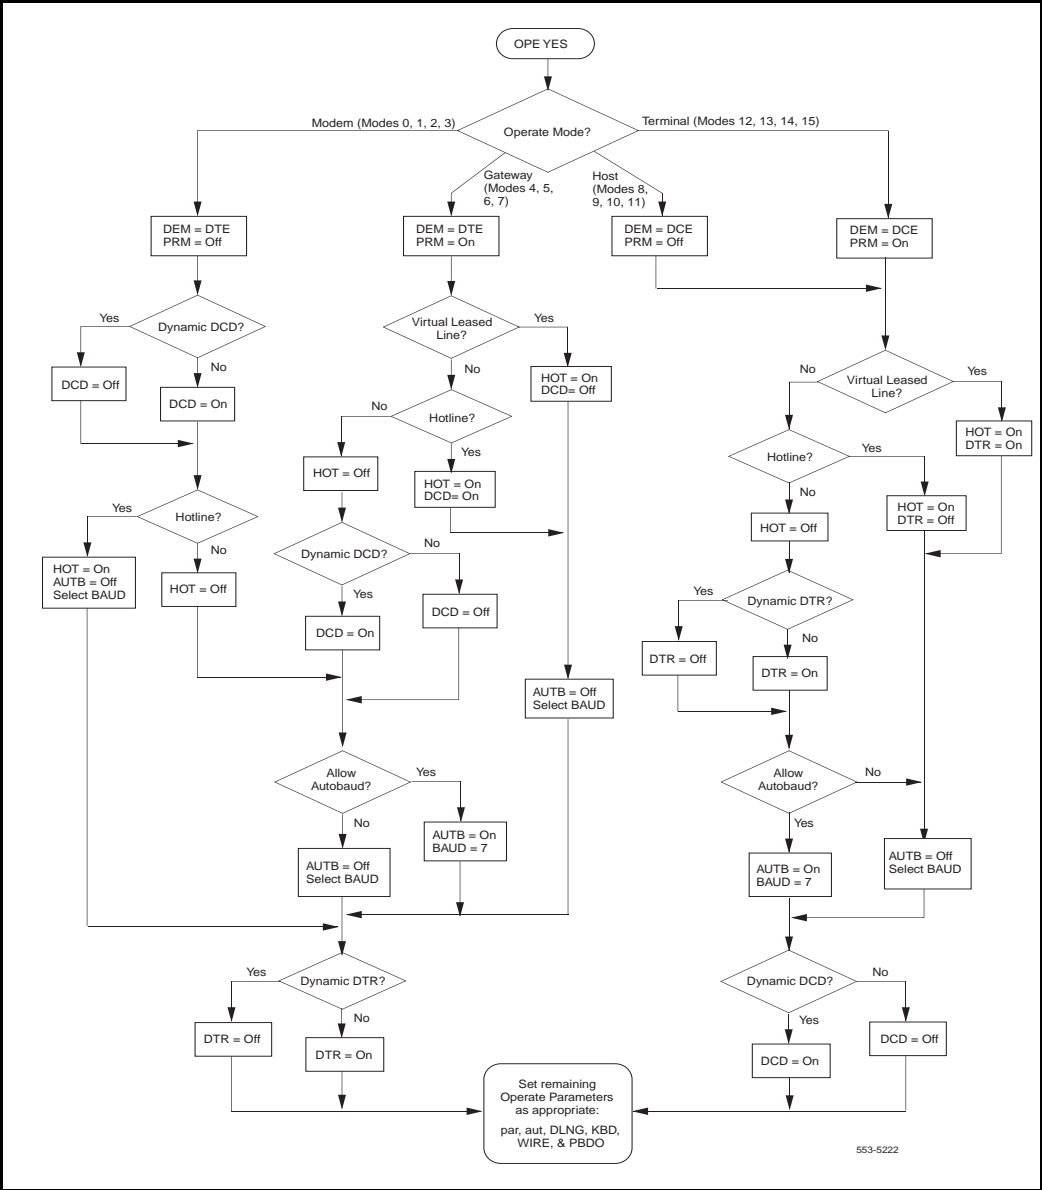 OPE YES
Operate Mode?
Modem (Modes 0, 1, 2, 3)
Terminal (Modes 12, 13, 14, 15)
Gateway
(Modes 4, 5,
6, 7)
Host
(Modes 8,
9, 10, 11)
DEM = DTE
PRM = Off
DEM = DTE
PRM = On
DEM = DCE
PRM = Off
DEM = DCE
PRM = On
Yes
Dynamic DCD?
No
DCD = Off
DCD = On
Yes
Hotline?
No
HOT = On
AUTB = Off
Select BAUD
HOT = Off
Virtual Leased
Line?
Yes
No
HOT = On
DCD= Off
No
Hotline?
Yes
HOT = Off
HOT = On
DCD= On
Dynamic DCD?
No
Yes
DCD = Off
DCD = On
AUTB = Off
Select BAUD
Allow
Autobaud?
Yes
No
AUTB = On
BAUD = 7
AUTB = Off
Select BAUD
Yes
Dynamic DTR?
No
DTR = Off
DTR = On
No
Virtual Leased
Line?
Yes
HOT = On
DTR = On
Hotline?
Yes
No
HOT = On
DTR = Off
HOT = Off
Yes
Dynamic DTR?
No
DTR = Off
DTR = On
Allow
Autobaud?
No
Yes
AUTB = On
BAUD = 7
AUTB = Off
Select BAUD
Dynamic DCD?
No
Yes
DCD = Off
DCD = On
Set remaining
Operate Parameters
as appropriate:
par, aut, DLNG, KBD,
WIRE, & PBDO
553-5222